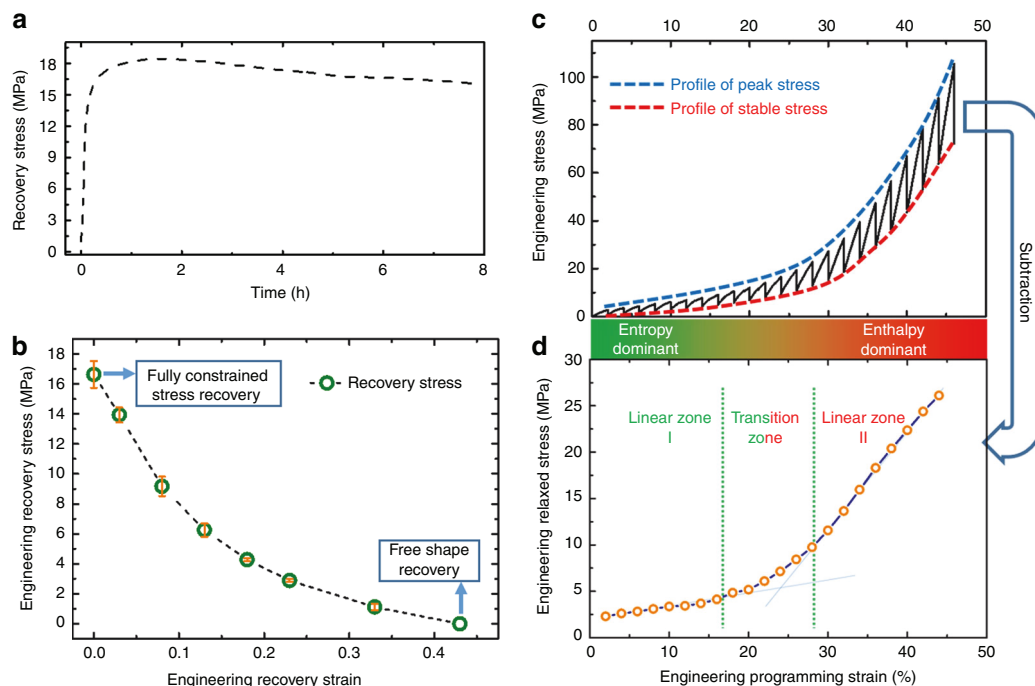 a
18
15
12
9
6
3
0
Recovery stress (MPa)
0 2 4 6 8
Time (h)
b
18
16
14
12
10
8
6
4
2
0
Engineering recovery stress (MPa)
Fully constrained
stress recovery
Recovery stress
Free shape
recovery
0.0 0.1 0.2 0.3 0.4
Engineering recovery strain
c
0 10 20 30 40 50
100
80
60
40
20
0
Engineering stress (MPa)
Profile of peak stress
Profile of stable stress
Subtraction
Entropy
dominant
Enthalpy
dominant
d
30
25
20
15
10
5
0
Engineering relaxed stress (MPa)
Linear zone
I
Transition
zone
Linear zone
II
0 10 20 30 40 50
Engineering programming strain (%)